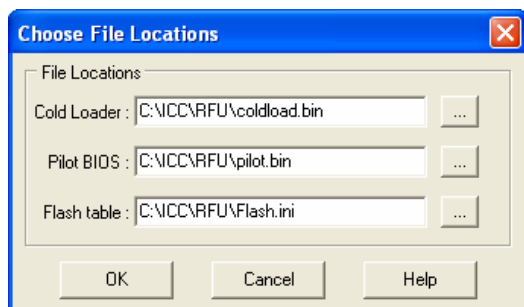 Choose File Locations
File Locations
Cold Loader : C:\ICC\RFU\coldload.bin ...
Pilot BIOS : C:\ICC\RFU\pilot.bin ...
Flash table : C:\ICC\RFU\Flash.ini ...
OK Cancel Help